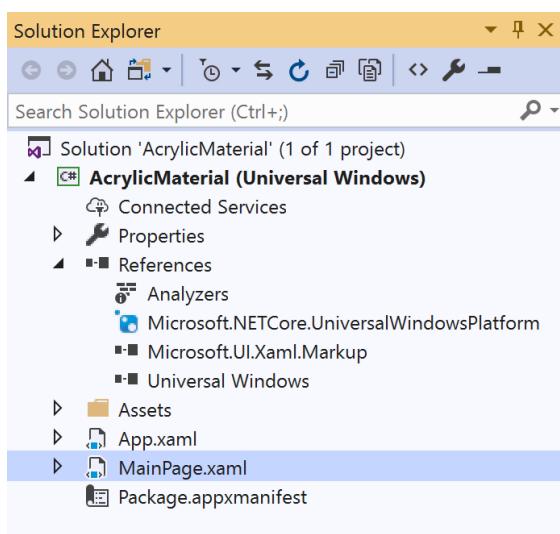 Solution Explorer
Search Solution Explorer (Ctrl+;)
Solution 'AcrylicMaterial' (1 of 1 project)
C# AcrylicMaterial (Universal Windows)
Connected Services
Properties
References
Analyzers
Microsoft.NETCore.UniversalWindowsPlatform
Microsoft.UI.Xaml.Markup
Universal Windows
Assets
App.xaml
MainPage.xaml
Package.appxmanifest